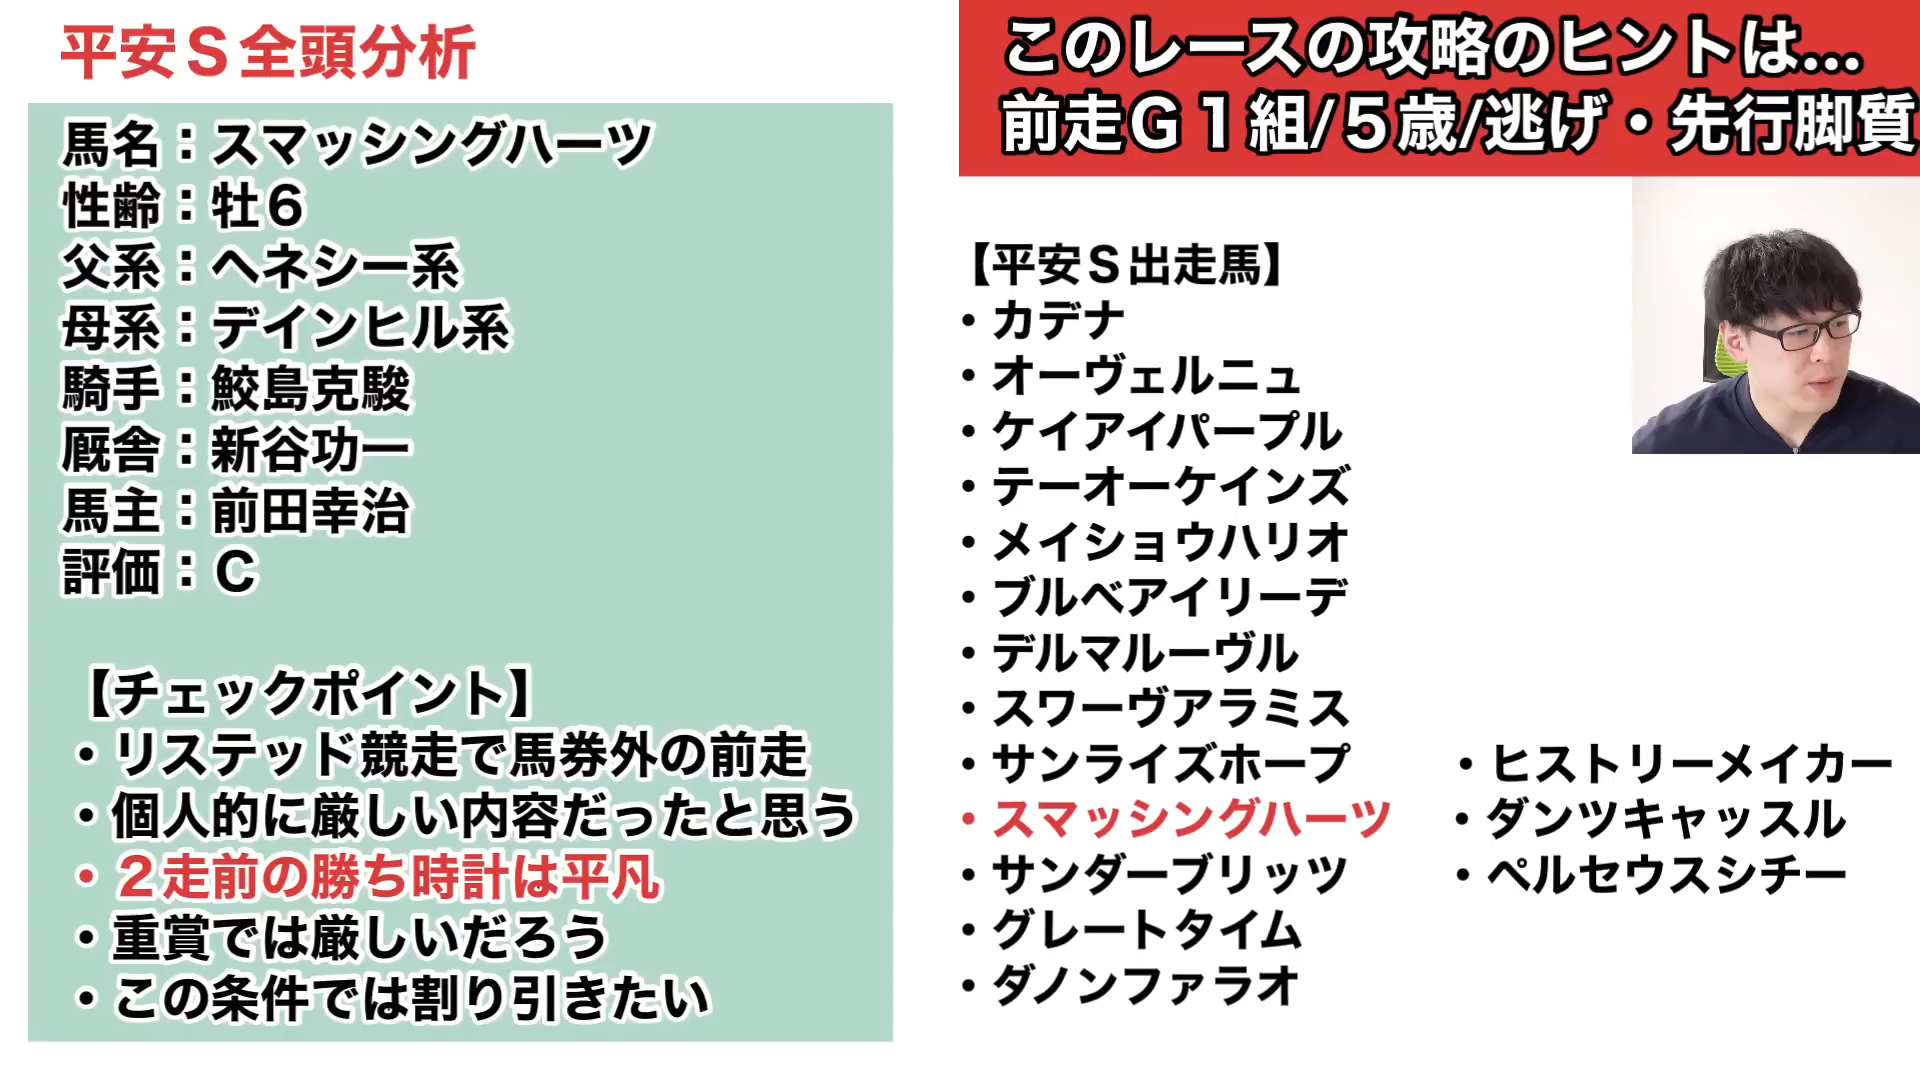 平安Ｓ全頭分析
馬名：スマッシングハーツ
性齢：牡６
父系：ヘネシー系
母系：デインヒル系
騎手：鮫島克駿
厩舎：新谷功一
馬主：前田幸治
評価：Ｃ
【チェックポイント】
・リステッド競走で馬券外の前走
・個人的に厳しい内容だったと思う
・２走前の勝ち時計は平凡
・重賞では厳しいだろう
・この条件では割り引きたい
このレースの攻略のヒントは...
前走Ｇ１組/５歳/逃げ・先行脚質
【平安Ｓ出走馬】
・カデナ
・オーヴェルニュ
・ケイアイパープル
・テーオーケインズ
・メイショウハリオ
・ブルベアイリーデ
・デルマルーヴル
・スワーヴアラミス
・サンライズホープ
・スマッシングハーツ
・サンダーブリッツ
・グレートタイム
・ダノンファラオ
・ヒストリーメイカー
・ダンツキャッスル
・ペルセウスシチー